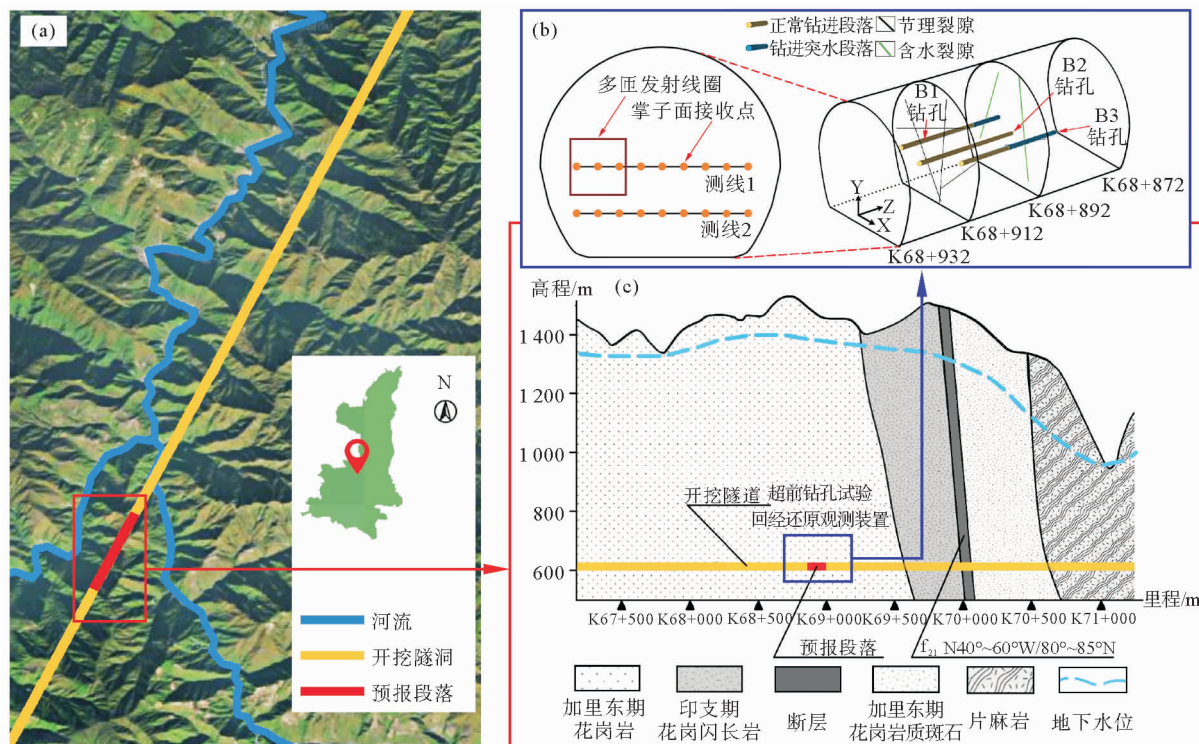 (a)
N
河流
开挖隧洞
预报段落
(b)
正常钻进段落
节理裂隙
钻进突水段落
含水裂隙
多匝发射线圈
掌子面接收点
测线1
测线2
B1
钻孔
B2
钻孔
B3
钻孔
Y
Z
X
K68+872
K68+892
K68+912
K68+932
高程/m
(c)
1 400
1 200
1 000
800
600
开挖隧道
超前钻孔试验
回经还原观测装置
里程/m
K67+500
K68+000
K68+500
K69+000
K69+500
K70+000
K70+500
K71+000
预报段落
f21 N40°~60°W/80°~85°N
加里东期
花岗岩
印支期
花岗闪长岩
断层
加里东期
花岗岩质斑石
片麻岩
地下水位